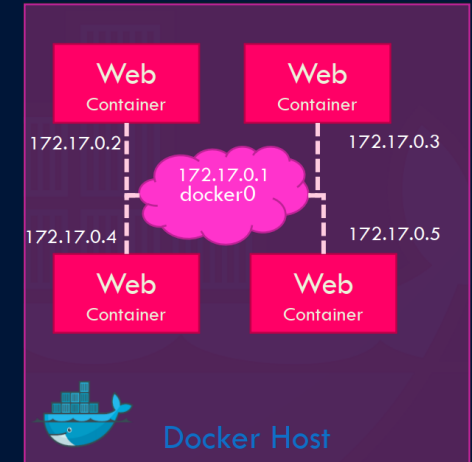 Web
Container
Web
Container
172.17.0.2
172.17.0.3
172.17.0.1
docker0
172.17.0.4
172.17.0.5
Web
Container
Web
Container
Docker Host